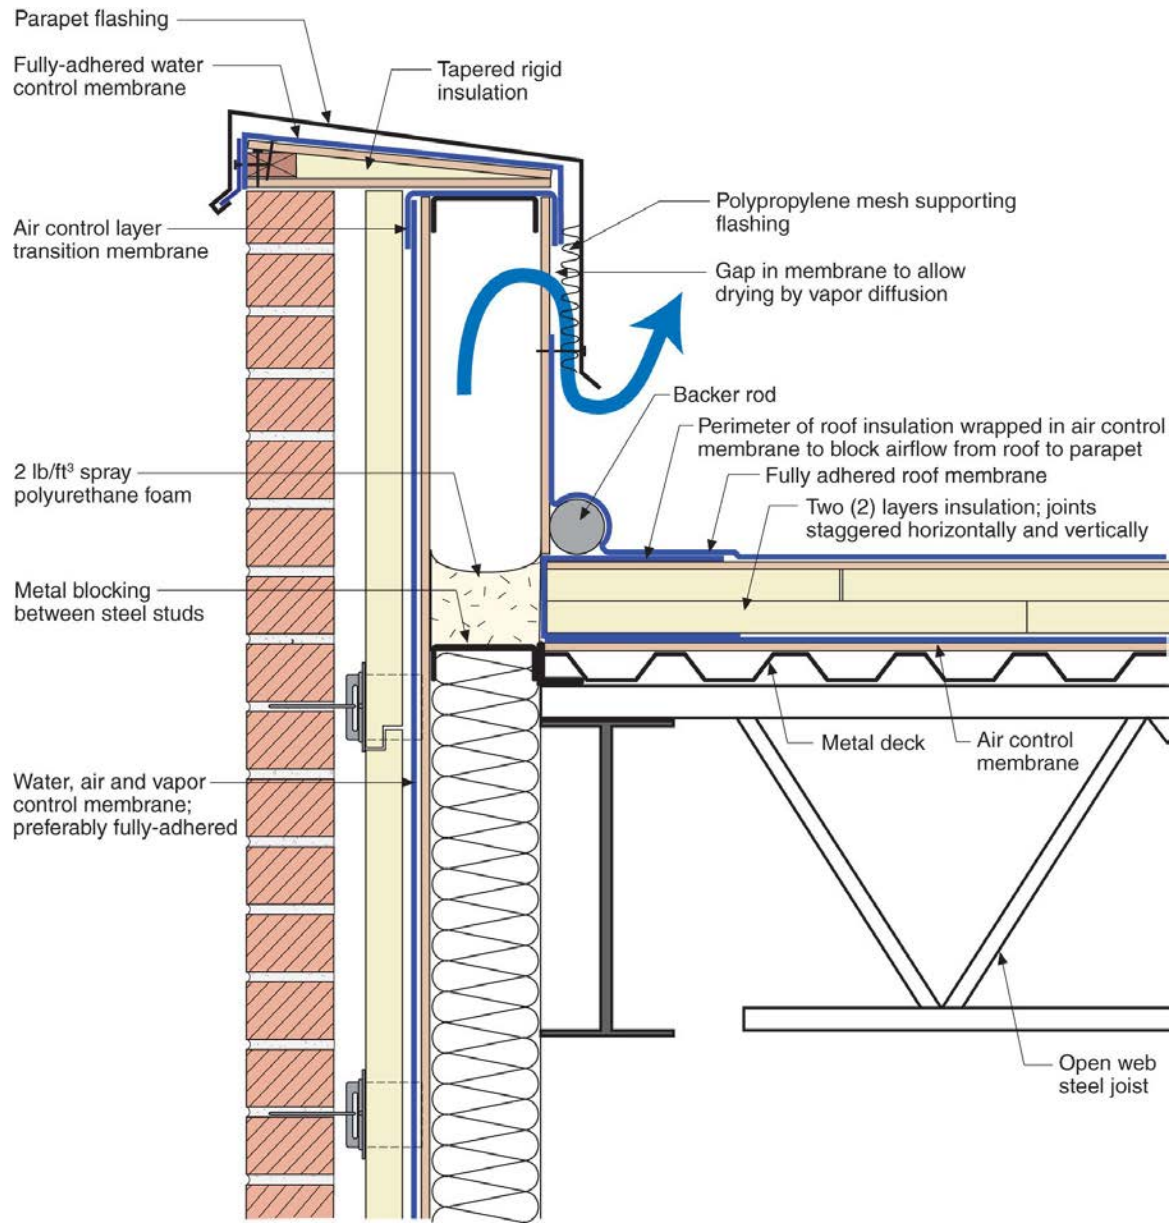 Parapet flashing
Fully-adhered water
control membrane
Tapered rigid
insulation
Air control layer
transition membrane
Polypropylene mesh supporting
flashing
Gap in membrane to allow
drying by vapor diffusion
Backer rod
Perimeter of roof insulation wrapped in air control
membrane to block airflow from roof to parapet
Fully adhered roof membrane
Two (2) layers insulation; joints
staggered horizontally and vertically
2 lb/ft³ spray
polyurethane foam
Metal blocking
between steel studs
Metal deck
Air control
membrane
Water, air and vapor
control membrane;
preferably fully-adhered
Open web
steel joist